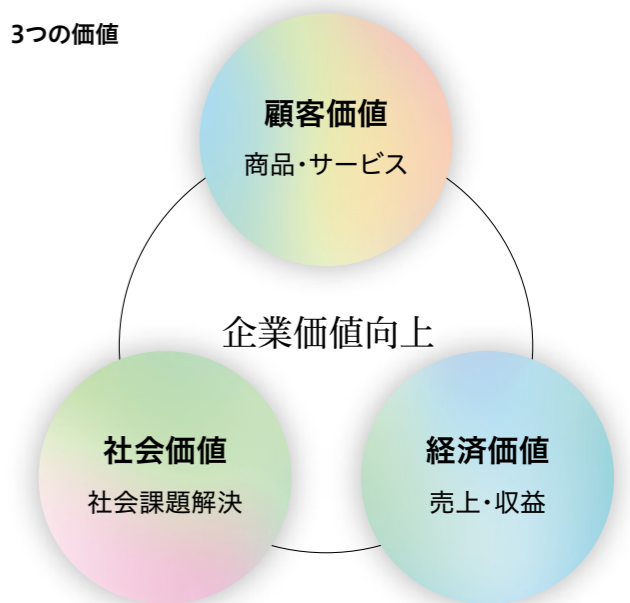 3つの価値
顧客価値
商品・サービス
企業価値向上
社会価値
社会課題解決
経済価値
売上・収益